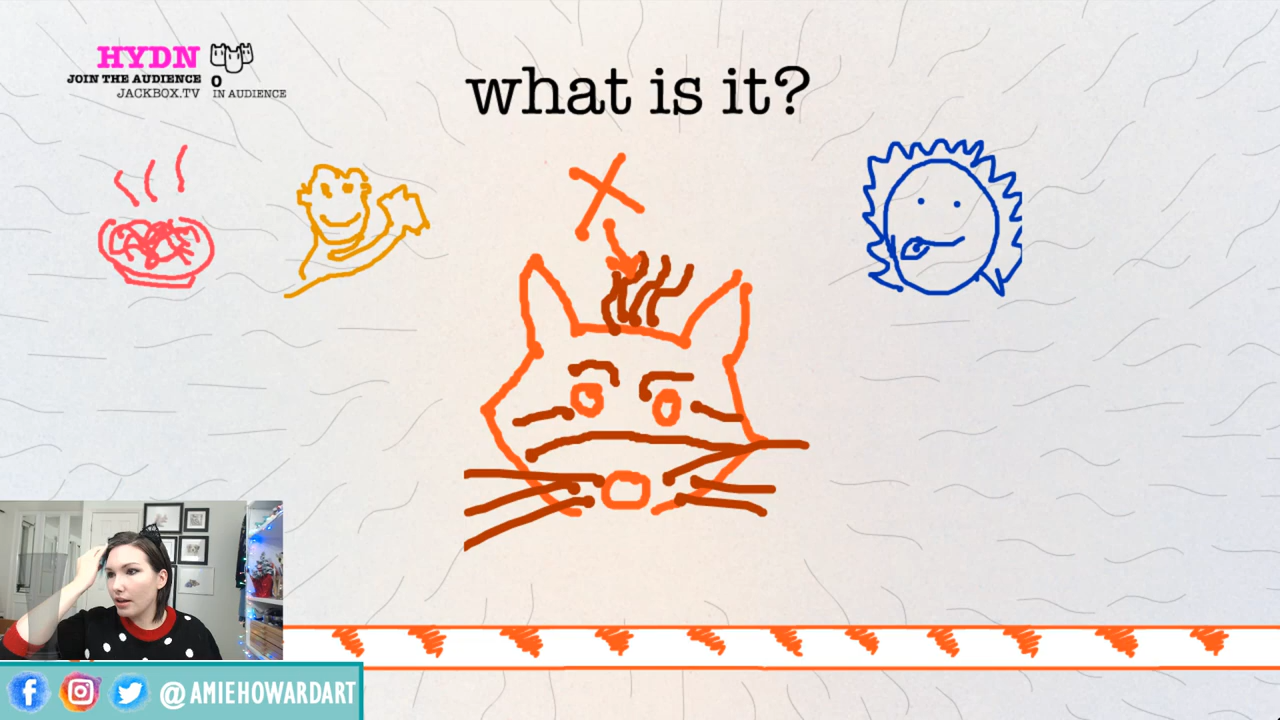 HYDN
JOIN THE AUDIENCE
JACKBOX.TV
0
IN AUDIENCE
what is it?
@AMIEHOWARDART